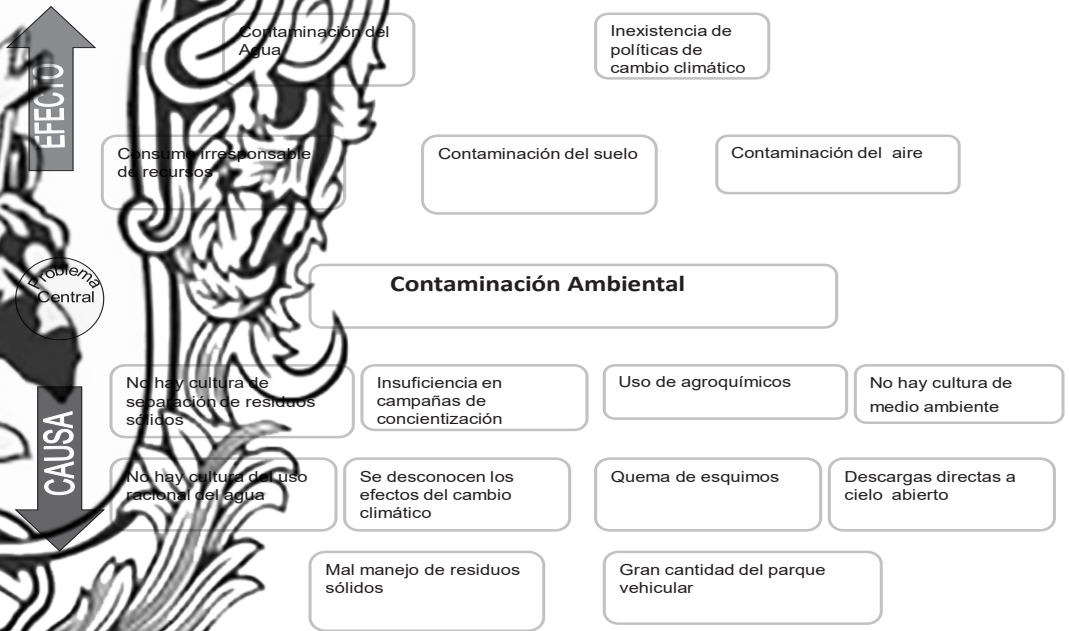 EFECTO
Contaminación del
Agua
Inexistencia de
políticas de
cambio climático
Consumo irresponsable
de recursos
Contaminación del suelo
Contaminación del aire
Problema
Central
Contaminación Ambiental
CAUSA
No hay cultura de
separación de residuos
sólidos
Insuficiencia en
campañas de
concientización
Uso de agroquímicos
No hay cultura de
medio ambiente
No hay cultura del uso
racional del agua
Se desconocen los
efectos del cambio
climático
Quema de esquimos
Descargas directas a
cielo abierto
Mal manejo de residuos
sólidos
Gran cantidad del parque
vehicular